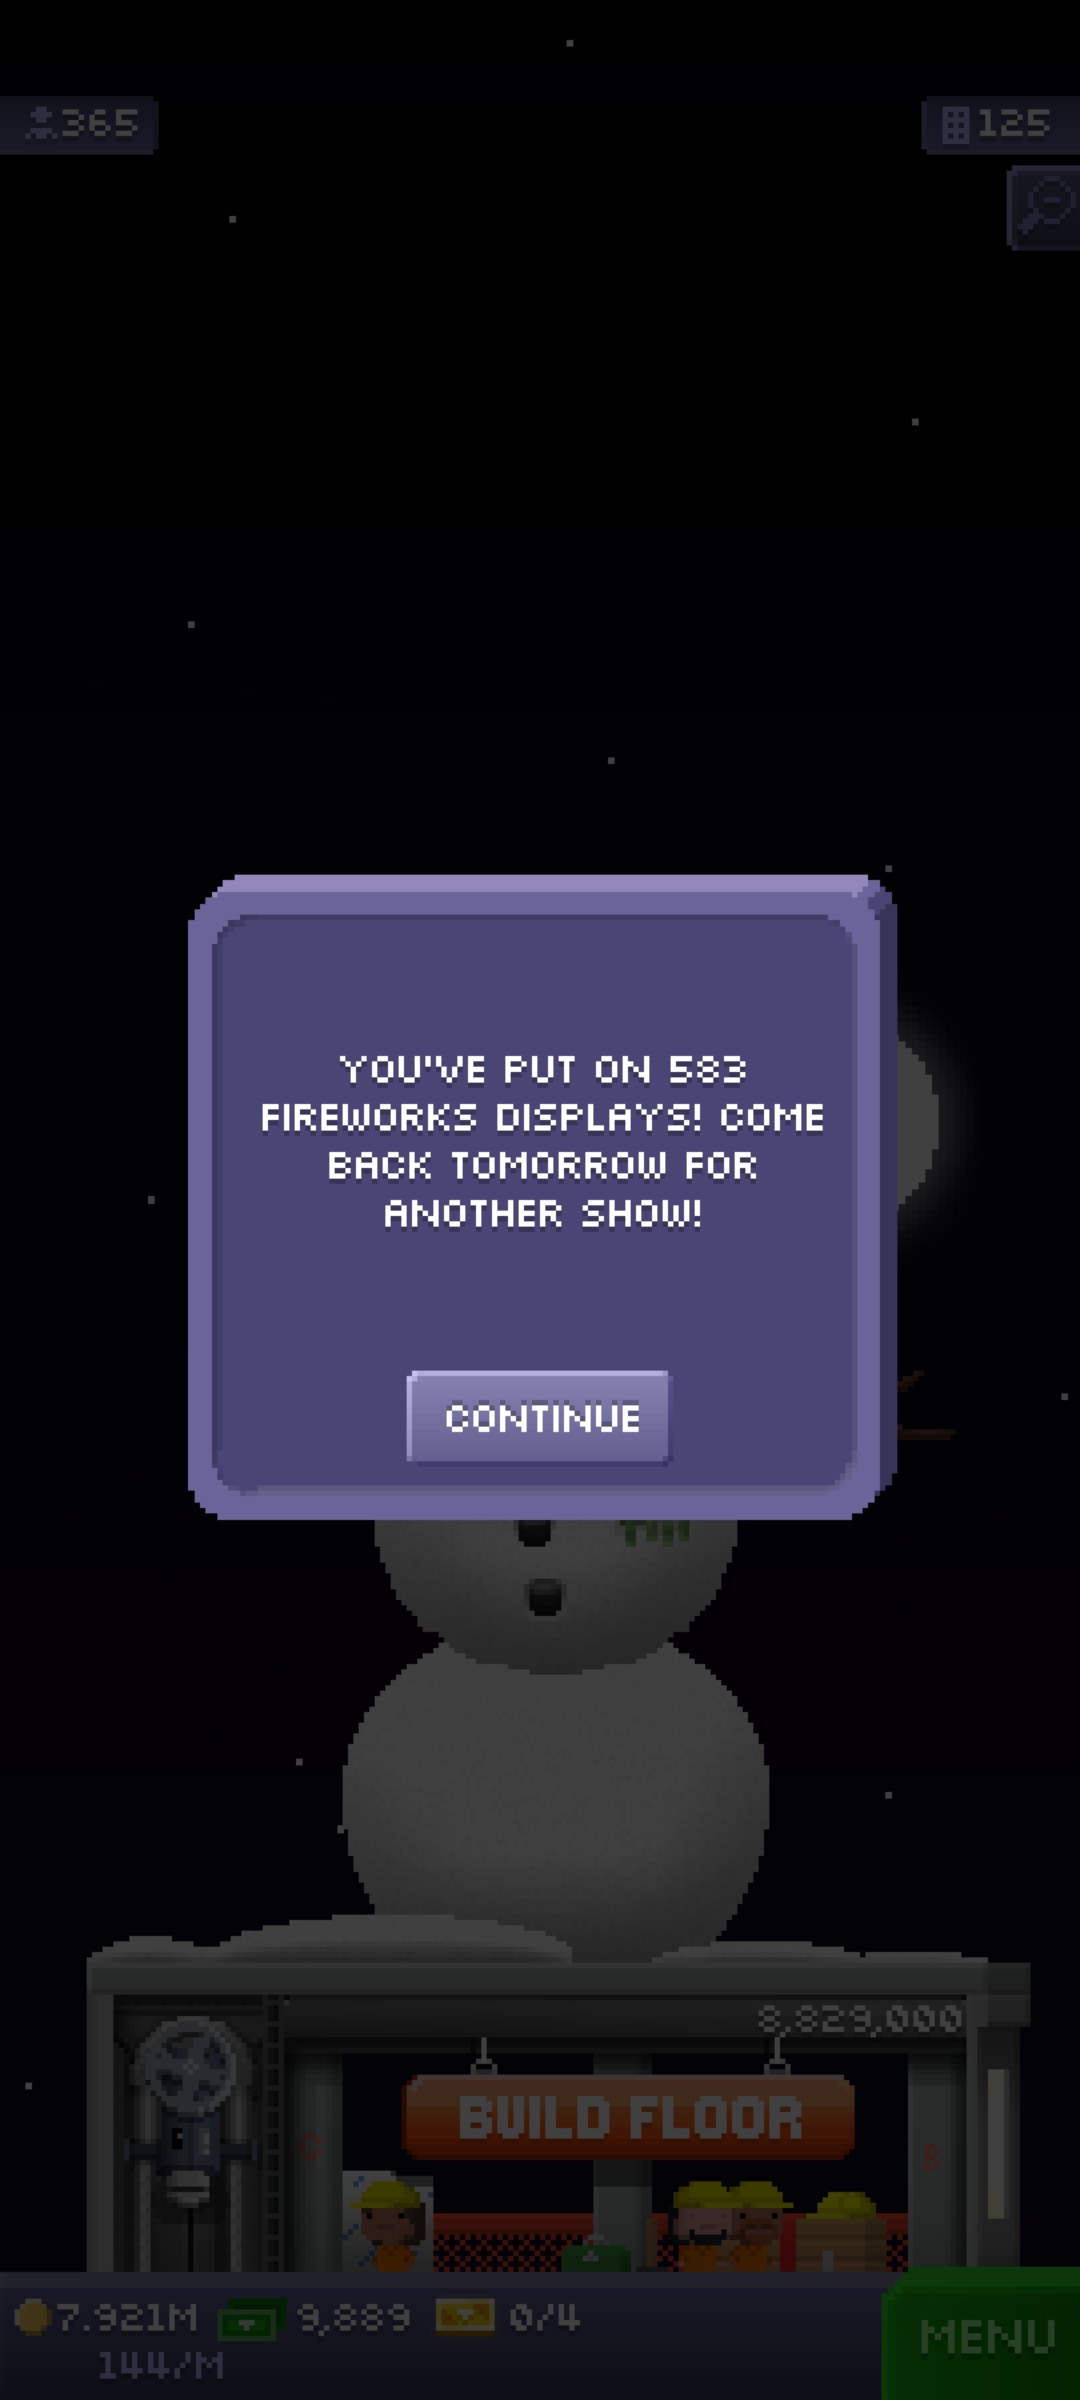 365
125
YOU'VE PUT ON 583
FIREWORKS DISPLAYS! COME
BACK TOMORROW FOR
ANOTHER SHOW!
CONTINUE
8,829,000
BUILD FLOOR
C
B
7.921M 9,889 0/4
144/M
MENU